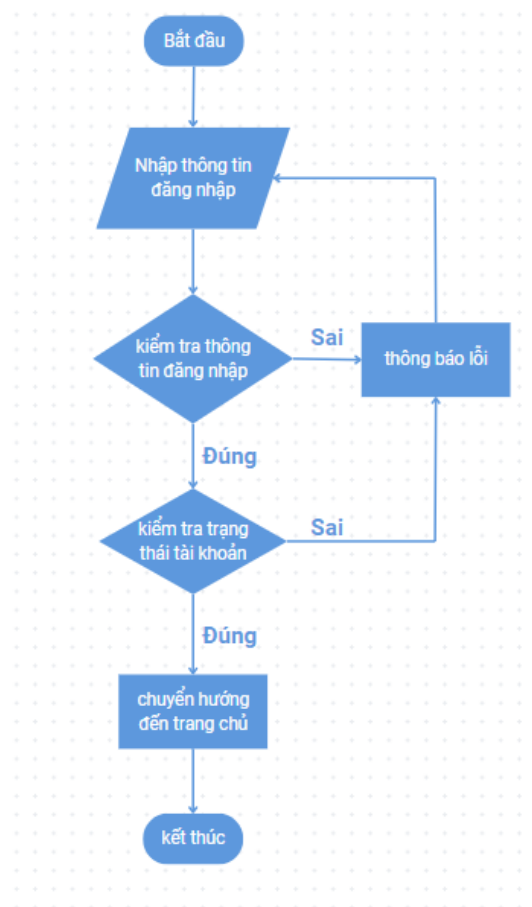 Bắt đầu
Nhập thông tin
đăng nhập
kiểm tra thông
tin đăng nhập
Sai
thông báo lỗi
Đúng
kiểm tra trạng
thái tài khoản
Sai
Đúng
chuyển hướng
đến trang chủ
kết thúc